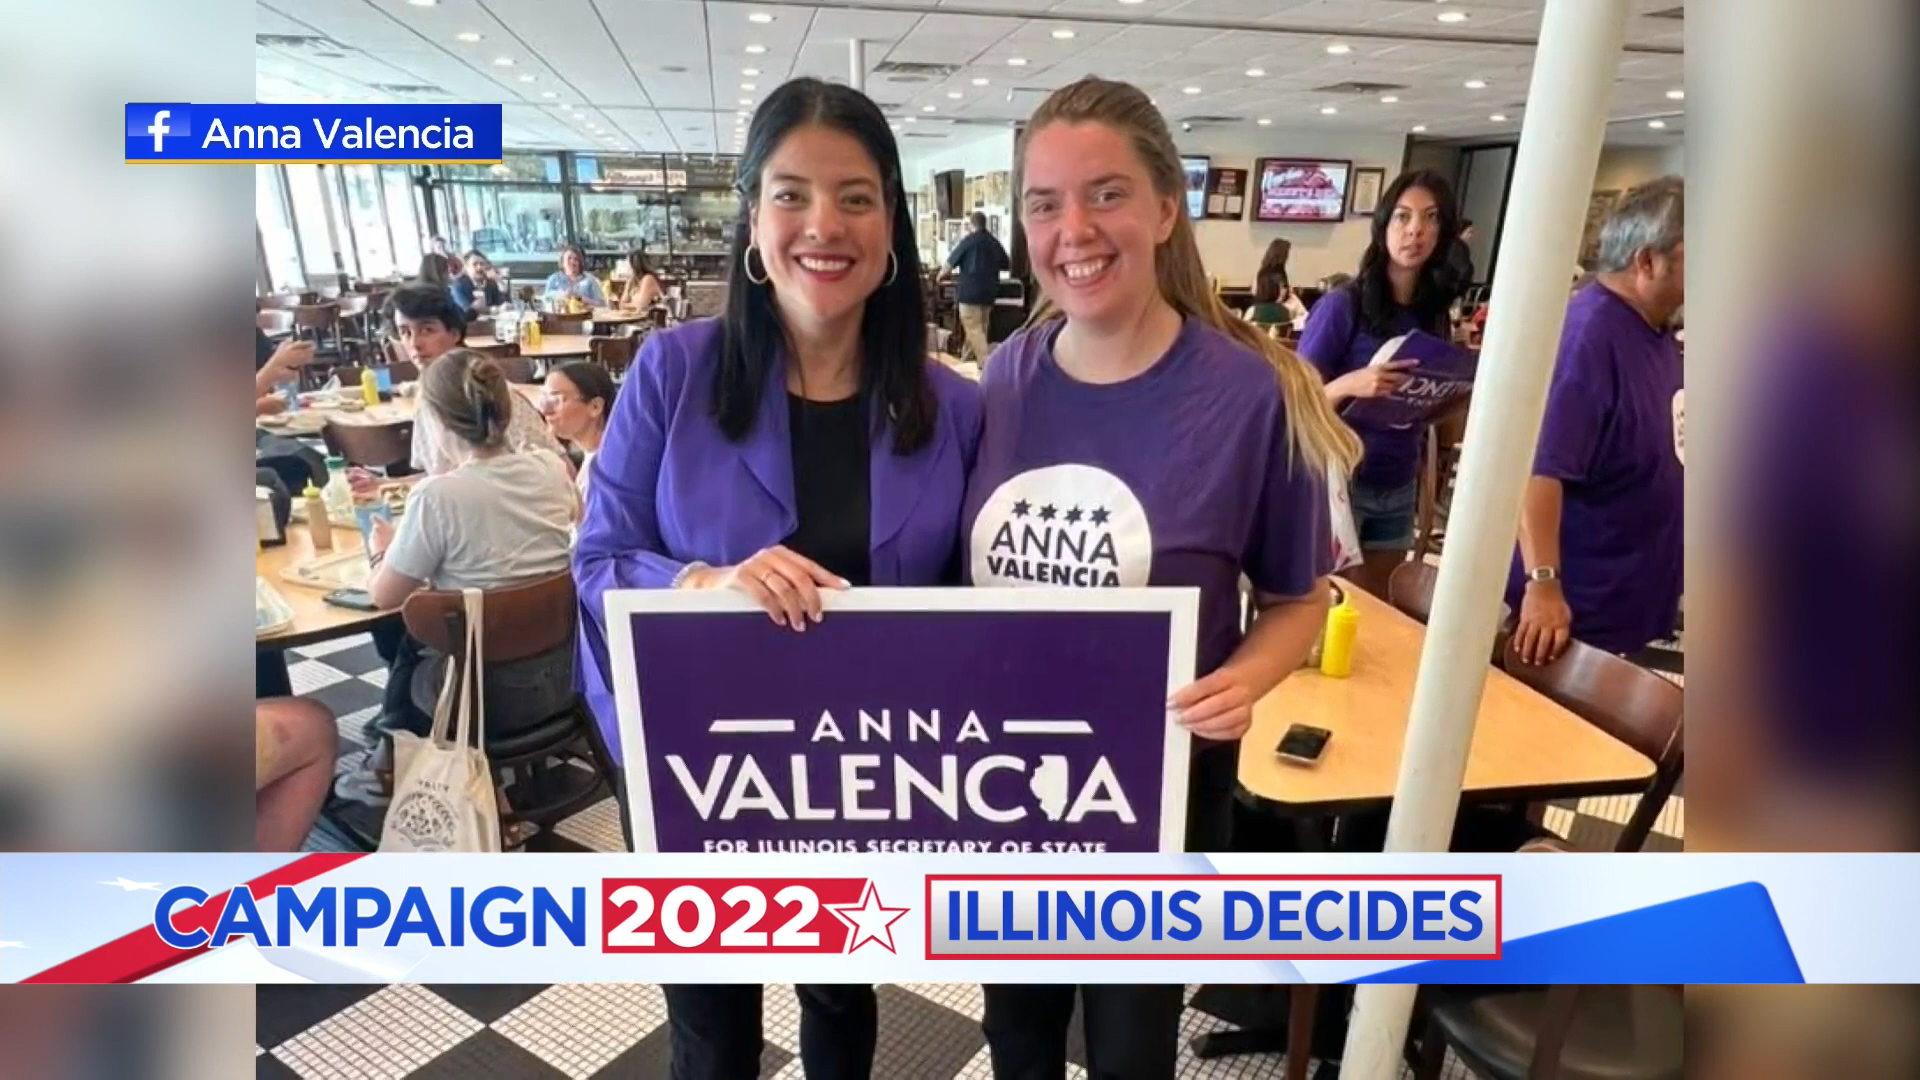 f Anna Valencia
ANNA
VALENCIA
ANNA
VALENCIA
FOR ILLINOIS SECRETARY OF STATE
CAMPAIGN 2022 ILLINOIS DECIDES